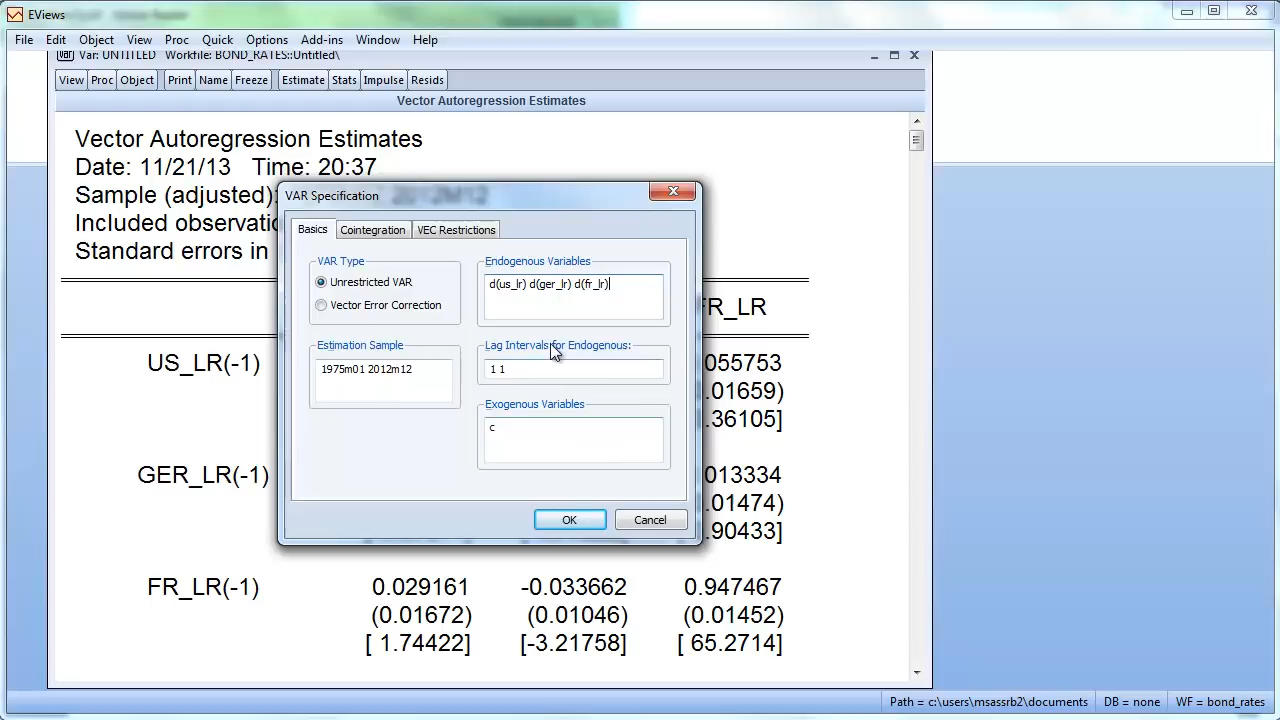 EViews
File Edit Object View Proc Quick Options Add-ins Window Help
Var: UNTITLED Workfile: BOND_RATES::Untitled\
View Proc Object Print Name Freeze Estimate Stats Impulse Resids
Vector Autoregression Estimates
Vector Autoregression Estimates
Date: 11/21/13 Time: 20:37
Sample (adjusted): 2012M12
Included observatio
Standard errors in
FR_LR
US_LR(-1) 055753
.01659)
.36105]
GER_LR(-1) 013334
.01474)
.90433]
FR_LR(-1) 0.029161 -0.033662 0.947467
(0.01672) (0.01046) (0.01452)
[ 1.74422] [-3.21758] [ 65.2714]
VAR Specification
Basics Cointegration VEC Restrictions
VAR Type
Unrestricted VAR
Vector Error Correction
Estimation Sample
1975m01 2012m12
Endogenous Variables
d(us_lr) d(ger_lr) d(fr_lr)
Lag Intervals for Endogenous:
1 1
Exogenous Variables
c
OK Cancel
Path = c:\users\msassrb2\documents DB = none WF = bond_rates